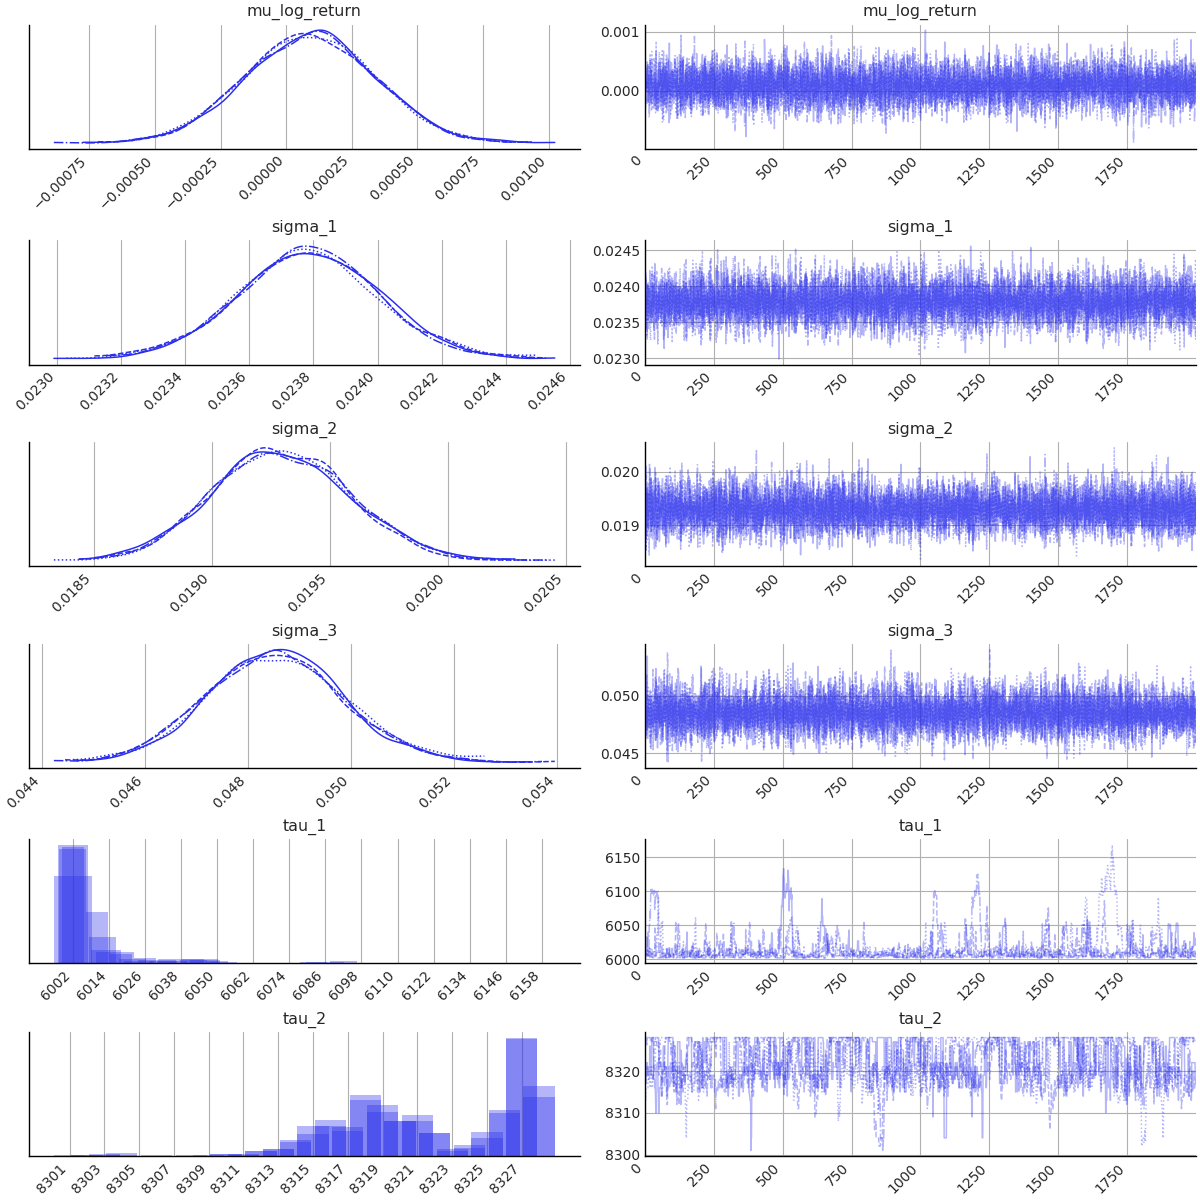 mu_log_return mu_log_return
0.001
0.000
−0.00075 −0.00050 −0.00025 0.00000 0.00025 0.00050 0.00075 0.00100 0 250 500 750 1000 1250 1500 1750
sigma_1 sigma_1
0.0245
0.0240
0.0235
0.0230
0.0230 0.0232 0.0234 0.0236 0.0238 0.0240 0.0242 0.0244 0.0246 0 250 500 750 1000 1250 1500 1750
sigma_2 sigma_2
0.020
0.019
0.0185 0.0190 0.0195 0.0200 0.0205 0 250 500 750 1000 1250 1500 1750
sigma_3 sigma_3
0.050
0.045
0.044 0.046 0.048 0.050 0.052 0.054 0 250 500 750 1000 1250 1500 1750
tau_1 tau_1
6150
6100
6050
6000
6002 6014 6026 6038 6050 6062 6074 6086 6098 6110 6122 6134 6146 6158 0 250 500 750 1000 1250 1500 1750
tau_2 tau_2
8320
8310
8300
8301 8303 8305 8307 8309 8311 8313 8315 8317 8319 8321 8323 8325 8327 0 250 500 750 1000 1250 1500 1750